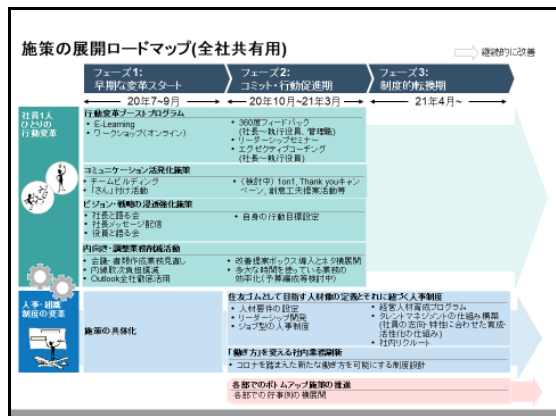 施策の展開ロードマップ(全社共有用)
継続的に改善
フェーズ1:
早期な変革スタート
フェーズ2:
コミット・行動促進期
フェーズ3:
制度的転換期
20年7~9月
20年10月~21年3月
21年4月~
社員1人
ひとりの
行動変革
行動変革ブーストプログラム
• E-Learning
• ワークショップ(オンライン)
• 360度フィードバック
(社長~執行役員、管理職)
• リーダーシップセミナー
• エグゼクティブコーチング
(社長~執行役員)
コミュニケーション活発化施策
• チームビルディング
• 「さん」付け活動
• (検討中) 1on1, Thank youキャン
ペーン、創意工夫提案活動等
ビジョン・戦略の浸透強化施策
• 社長と語る会
• 社長メッセージ配信
• 役員と語る会
• 自身の行動目標設定
内向き・調整業務削減活動
• 会議・書類作成業務見直し
• 内線取次負担撲滅
• Outlook全社徹底活用
• 改善提案ボックス導入とネタ横展開
• 多大な時間を使っている業務の
効率化(予算編成等検討中)
人事・組織
制度の変革
施策の具体化
住友ゴムとして目指す人材像の定義とそれに紐づく人事制度
• 人材要件の設定
• リーダーシップ開発
• ジョブ型の人事制度
• 経営人材育成プログラム
• タレントマネジメントの仕組み構築
(社員の志向・特性に合わせた育成・
活性化の仕組み)
• 社内リクルート
「働き方」を変える社内業務刷新
• コロナを踏まえた新たな働き方を可能にする制度設計
各部でのボトムアップ施策の推進
各部での好事例の横展開